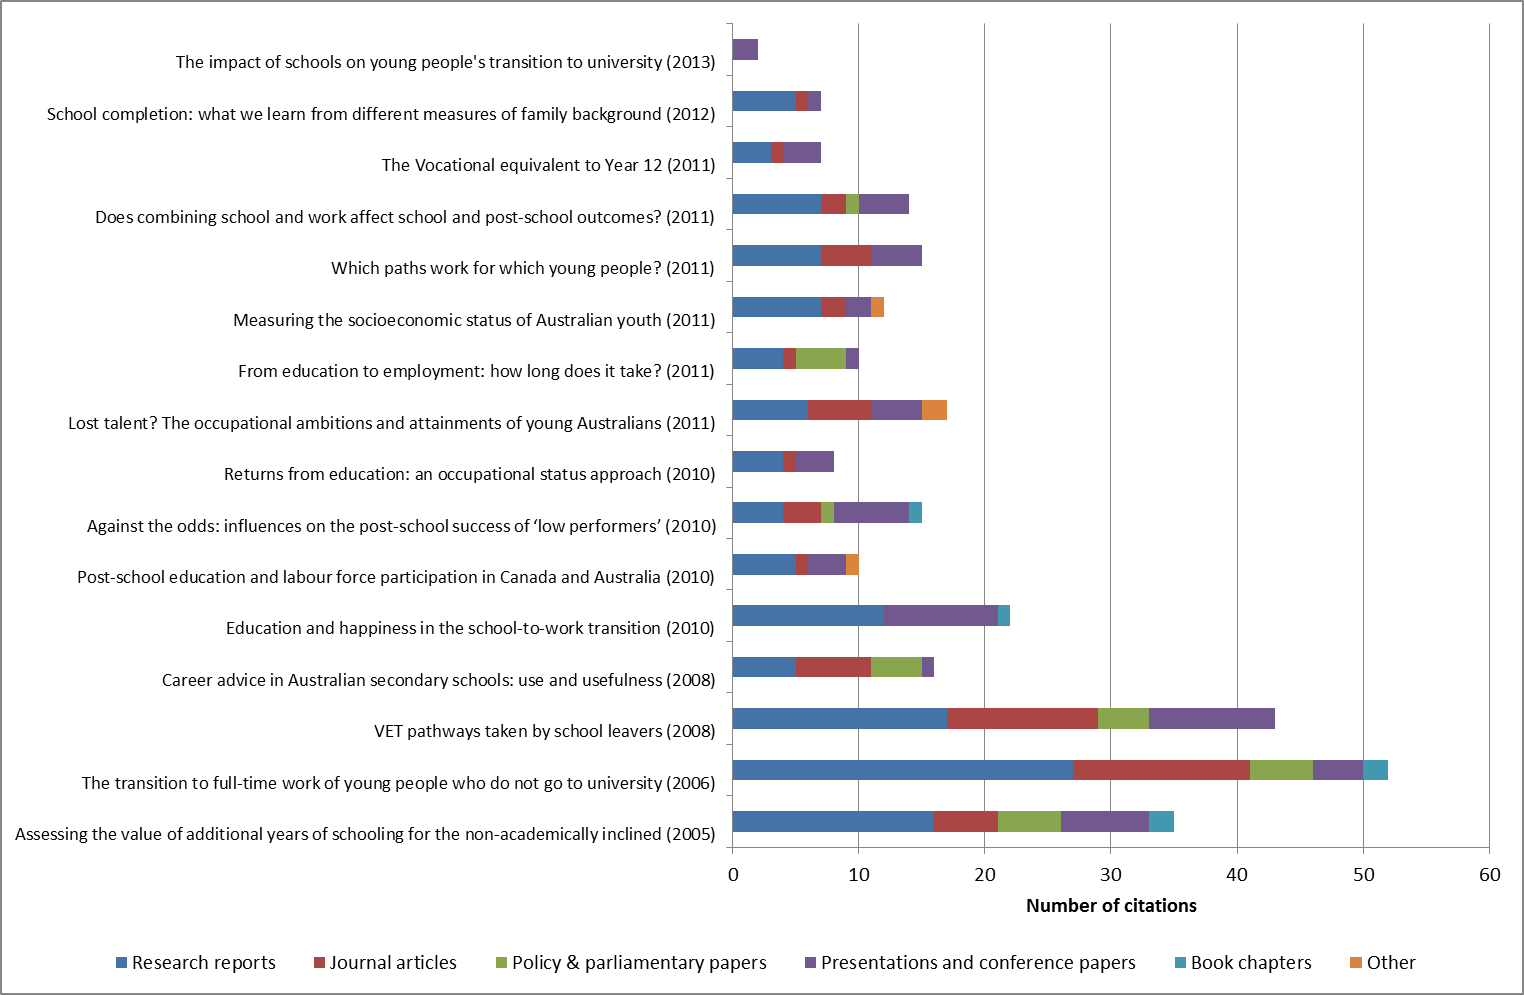 The impact of schools on young people's transition to university (2013)
School completion: what we learn from different measures of family background (2012)
The Vocational equivalent to Year 12 (2011)
Does combining school and work affect school and post-school outcomes? (2011)
Which paths work for which young people? (2011)
Measuring the socioeconomic status of Australian youth (2011)
From education to employment: how long does it take? (2011)
Lost talent? The occupational ambitions and attainments of young Australians (2011)
Returns from education: an occupational status approach (2010)
Against the odds: influences on the post-school success of ‘low performers’ (2010)
Post-school education and labour force participation in Canada and Australia (2010)
Education and happiness in the school-to-work transition (2010)
Career advice in Australian secondary schools: use and usefulness (2008)
VET pathways taken by school leavers (2008)
The transition to full-time work of young people who do not go to university (2006)
Assessing the value of additional years of schooling for the non-academically inclined (2005)
0 10 20 30 40 50 60
Number of citations
Research reports Journal articles Policy & parliamentary papers Presentations and conference papers Book chapters Other